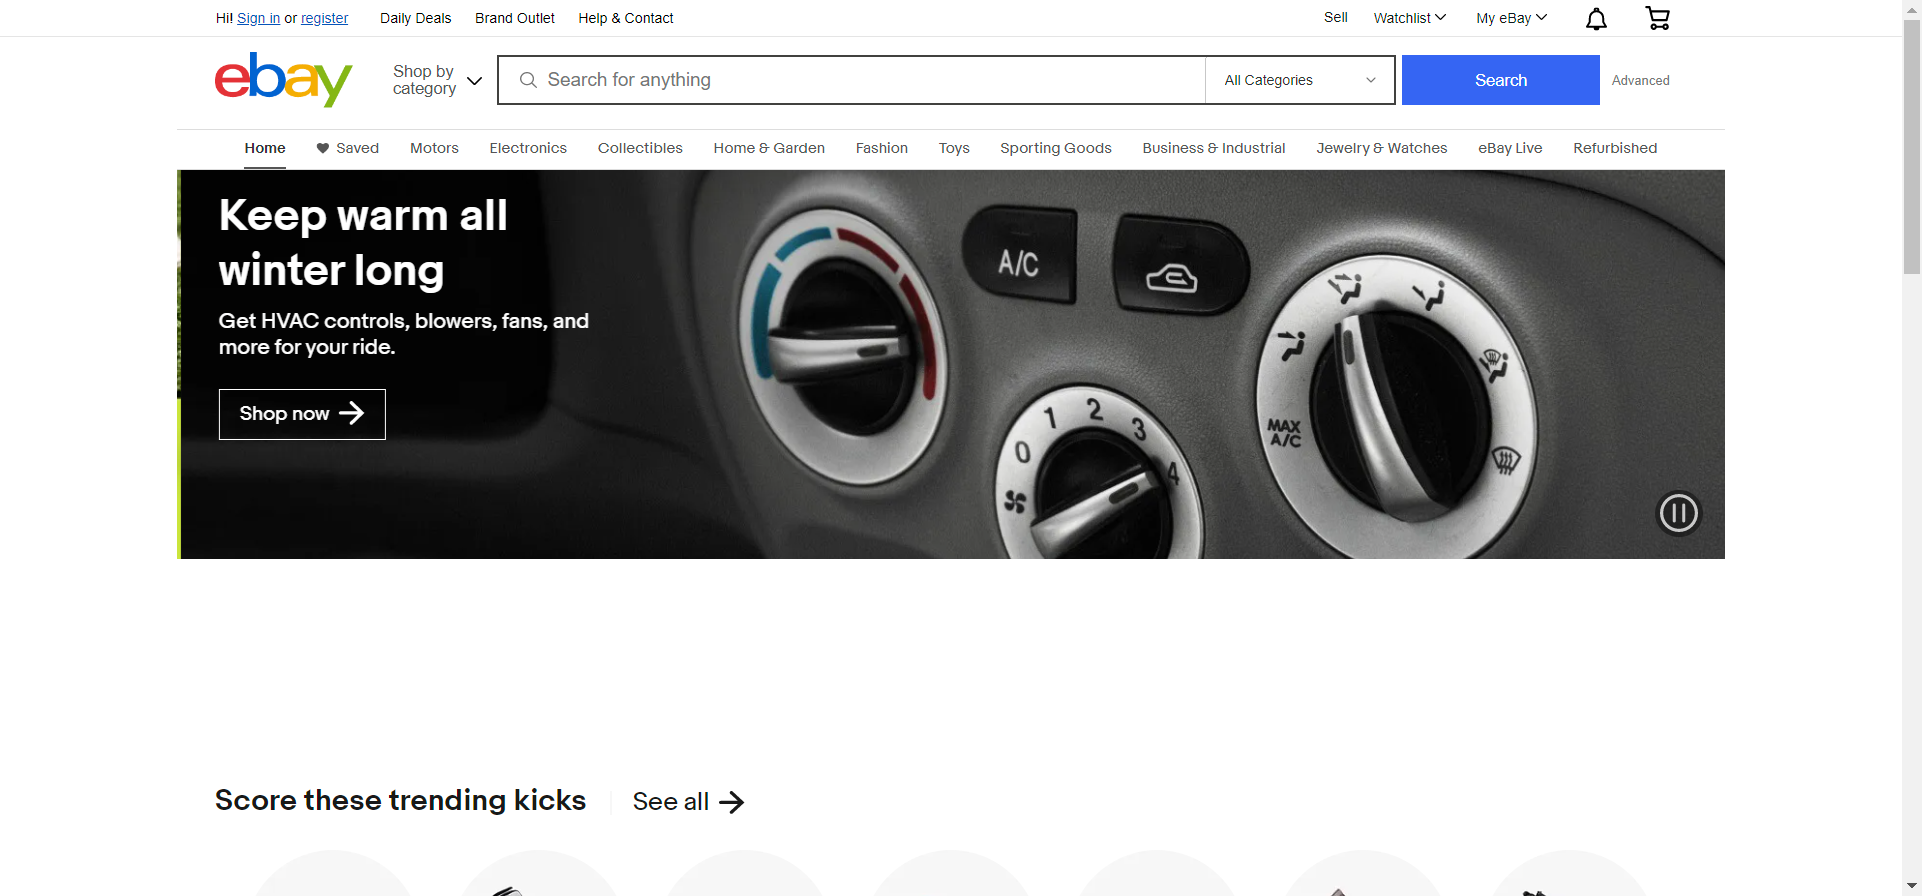 Hi! Sign in or register Daily Deals Brand Outlet Help & Contact Sell Watchlist My eBay
ebay
Shop by
category
Search for anything All Categories Search Advanced
Home Saved Motors Electronics Collectibles Home & Garden Fashion Toys Sporting Goods Business & Industrial Jewelry & Watches eBay Live Refurbished
Keep warm all
winter long
Get HVAC controls, blowers, fans, and
more for your ride.
Shop now
A/C
0 1 2 3 4
MAX
A/C
Score these trending kicks See all